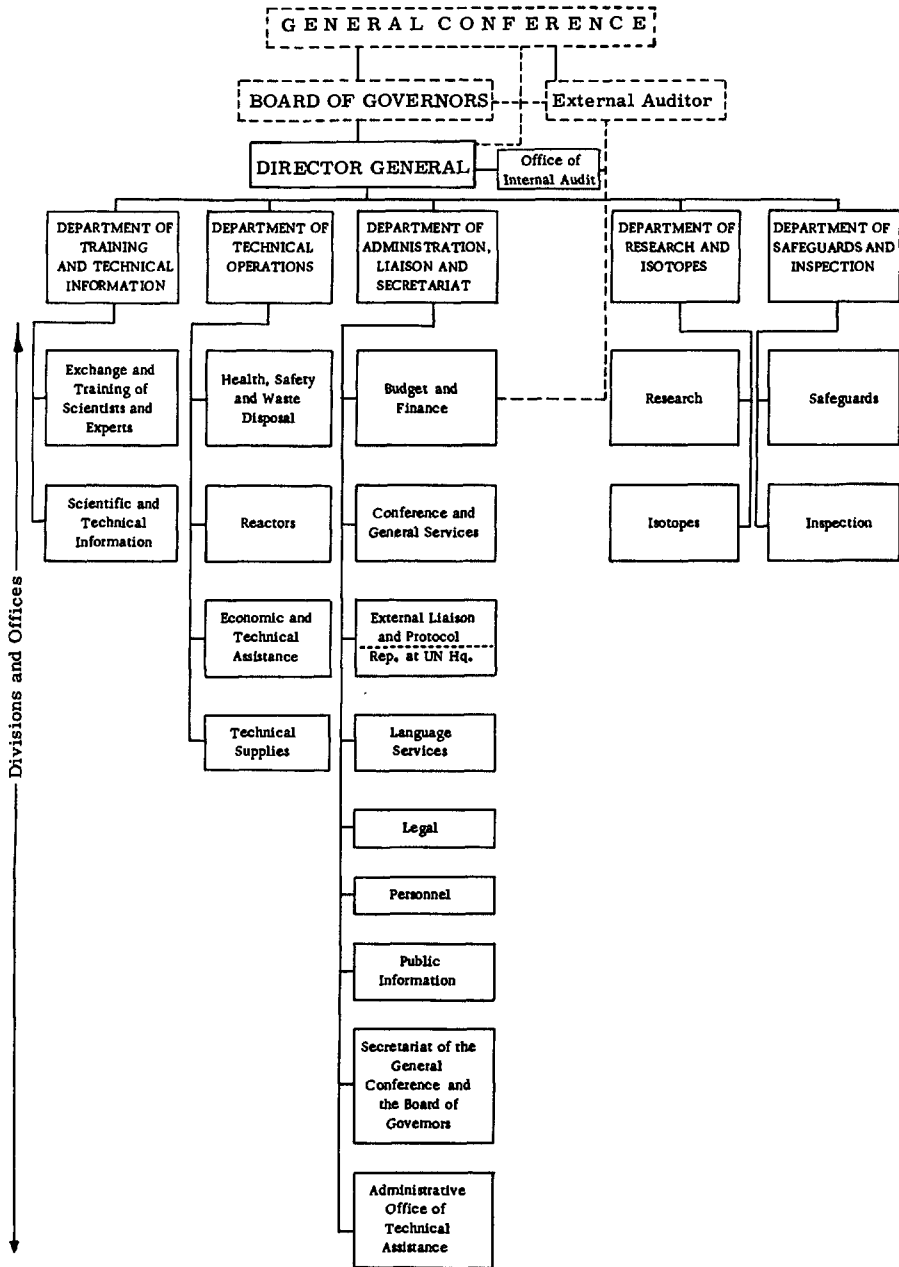 GENERAL CONFERENCE
BOARD OF GOVERNORS
External Auditor
DIRECTOR GENERAL
Office of
Internal Audit
DEPARTMENT OF
TRAINING
AND TECHNICAL
INFORMATION
DEPARTMENT OF
TECHNICAL
OPERATIONS
DEPARTMENT OF
ADMINISTRATION,
LIAISON AND
SECRETARIAT
DEPARTMENT OF
RESEARCH AND
ISOTOPES
DEPARTMENT OF
SAFEGUARDS AND
INSPECTION
Divisions and Offices
Exchange and
Training of
Scientists and
Experts
Scientific and
Technical
Information
Health, Safety
and Waste
Disposal
Reactors
Economic and
Technical
Assistance
Technical
Supplies
Budget and
Finance
Conference and
General Services
External Liaison
and Protocol
Rep. at UN Hq.
Language
Services
Legal
Personnel
Public
Information
Secretariat of the
General
Conference and
the Board of
Governors
Administrative
Office of
Technical
Assistance
Research
Isotopes
Safeguards
Inspection